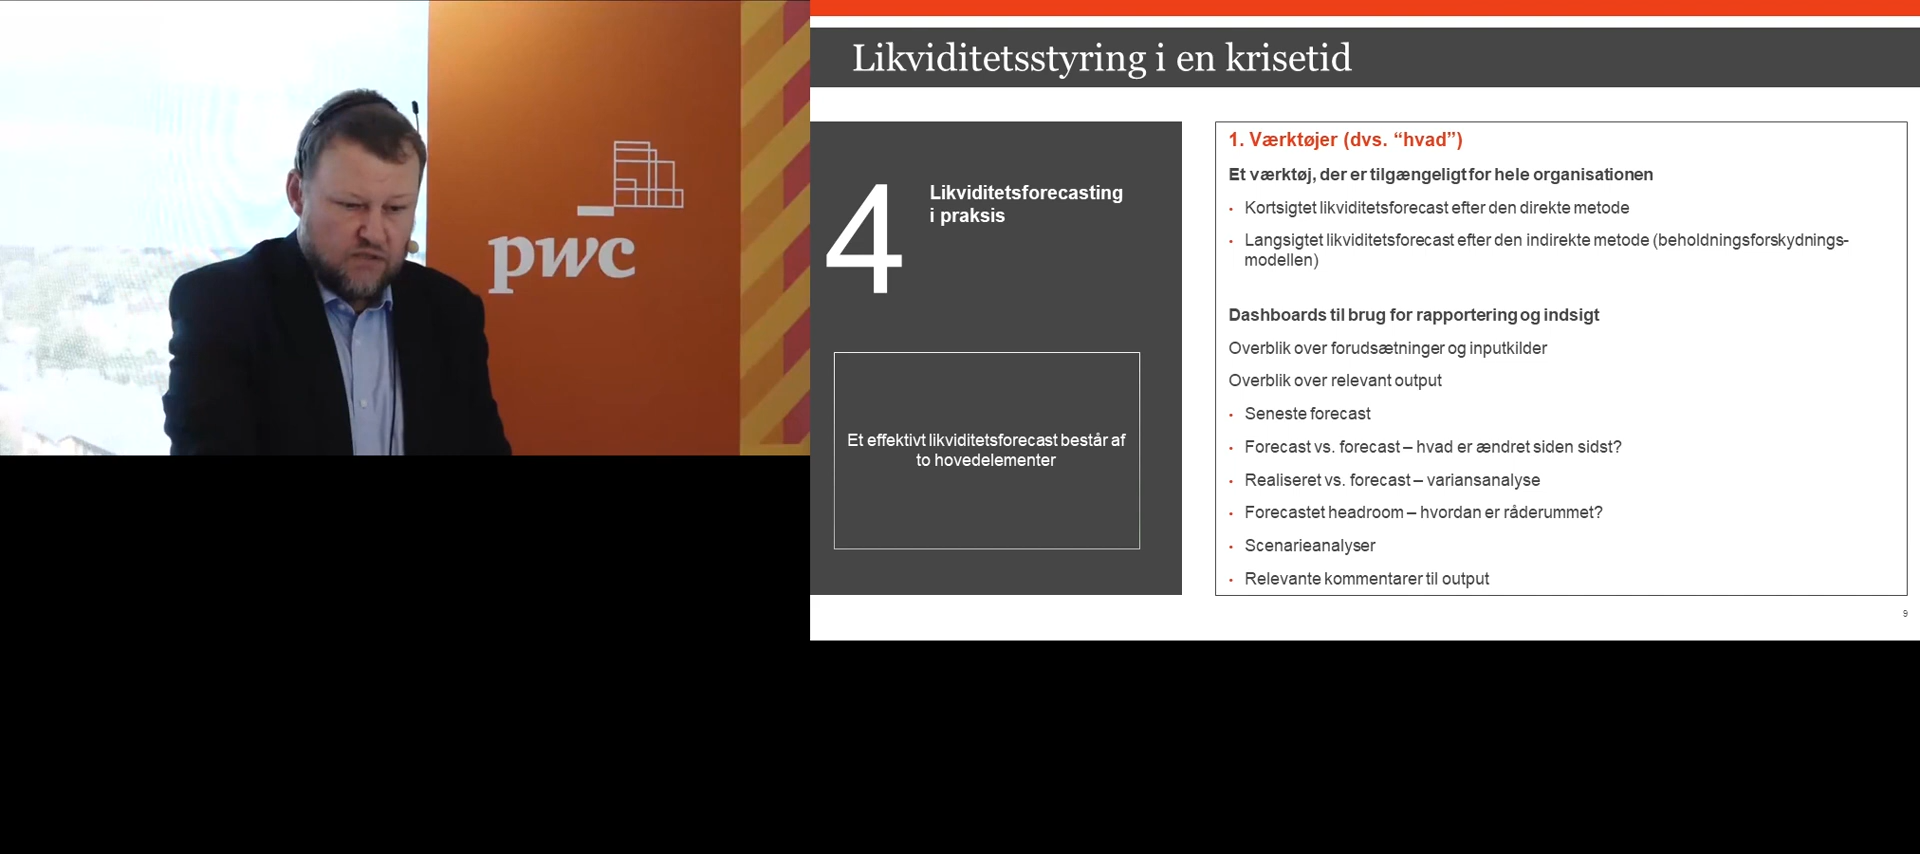 pwc
Likviditetsstyring i en krisetid
4
Likviditetsforecasting
i praksis
Et effektivt likviditetsforecast består af
to hovedelementer
1. Værktøjer (dvs. “hvad”)
Et værktøj, der er tilgængeligt for hele organisationen
• Kortsigtet likviditetsforecast efter den direkte metode
• Langsigtet likviditetsforecast efter den indirekte metode (beholdningsforskydnings-
modellen)
Dashboards til brug for rapportering og indsigt
Overblik over forudsætninger og inputkilder
Overblik over relevant output
• Seneste forecast
• Forecast vs. forecast – hvad er ændret siden sidst?
• Realiseret vs. forecast – variansanalyse
• Forecastet headroom – hvordan er råderummet?
• Scenarieanalyser
• Relevante kommentarer til output
9